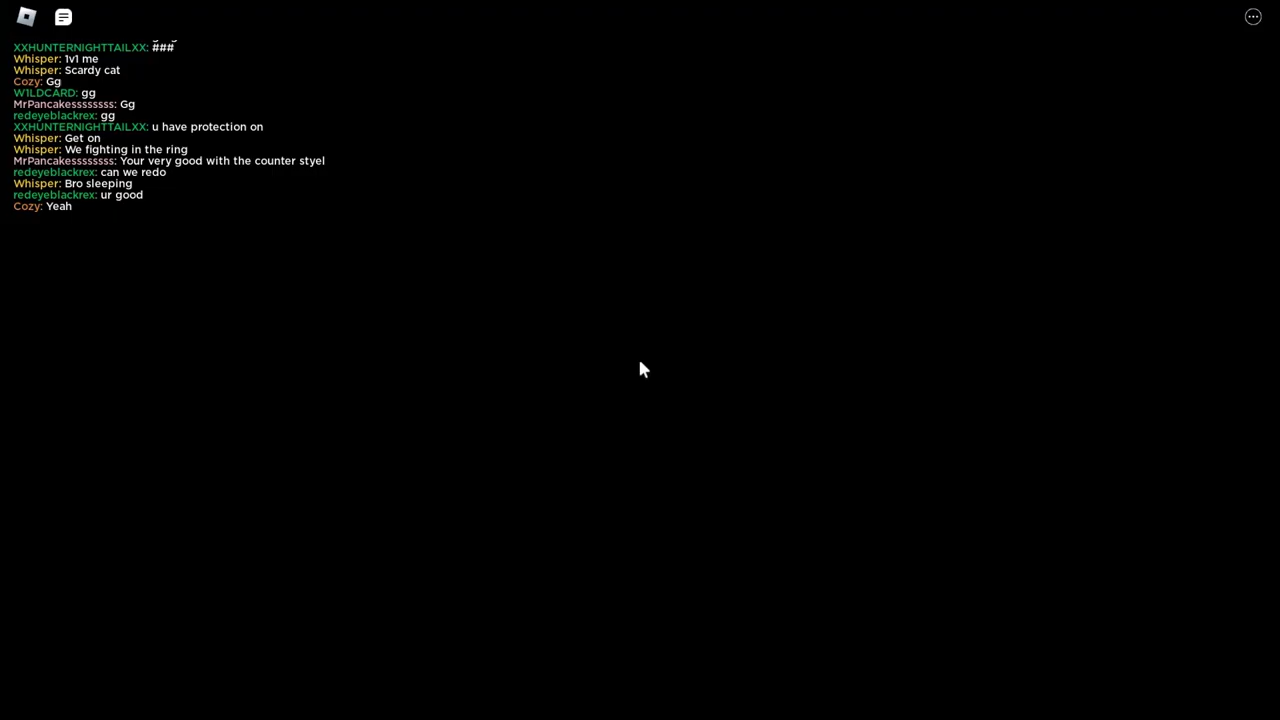 XXHUNTERNIGHTTAILXX: ###
Whisper: 1v1 me
Whisper: Scardy cat
Cozy: Gg
W1LDCARD: gg
MrPancakesssssss: Gg
redeyeblackrex: gg
XXHUNTERNIGHTTAILXX: u have protection on
Whisper: Get on
Whisper: We fighting in the ring
MrPancakesssssss: Your very good with the counter styel
redeyeblackrex: can we redo
Whisper: Bro sleeping
redeyeblackrex: ur good
Cozy: Yeah